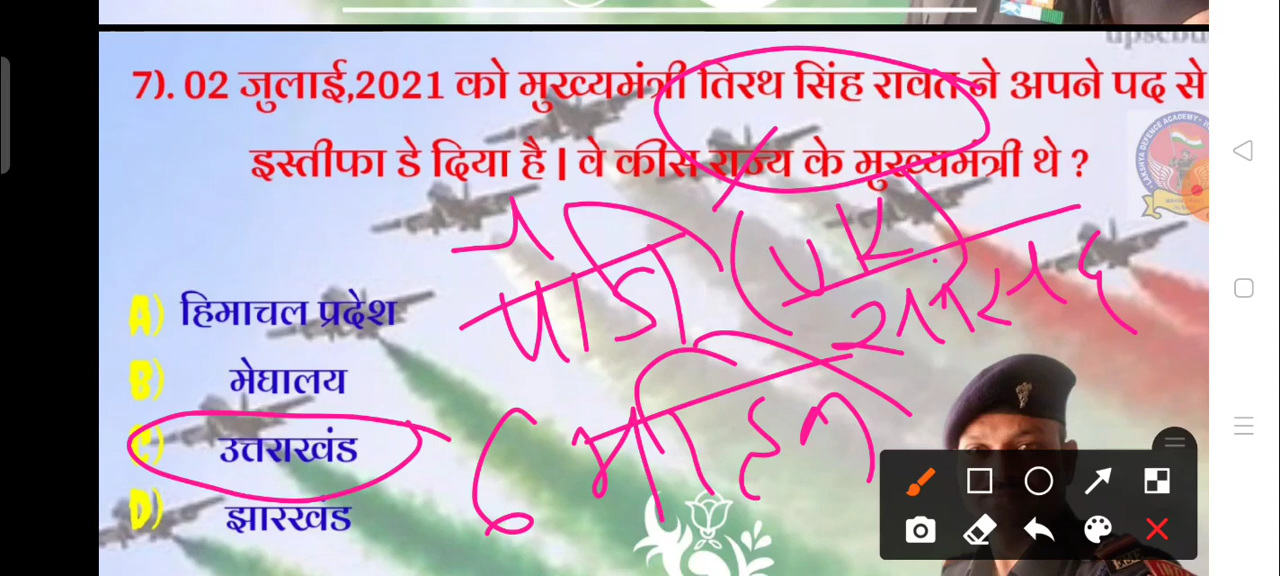 7). 02 जुलाई,2021 को मुख्यमंत्री तिरथ सिंह रावत ने अपने पद से
इस्तीफा डे दिया है | वे कीस राज्य के मुख्यमंत्री थे ?
(UK)
A) हिमाचल प्रदेश
B) मेघालय
C) उत्तराखंड
D) झारखंड